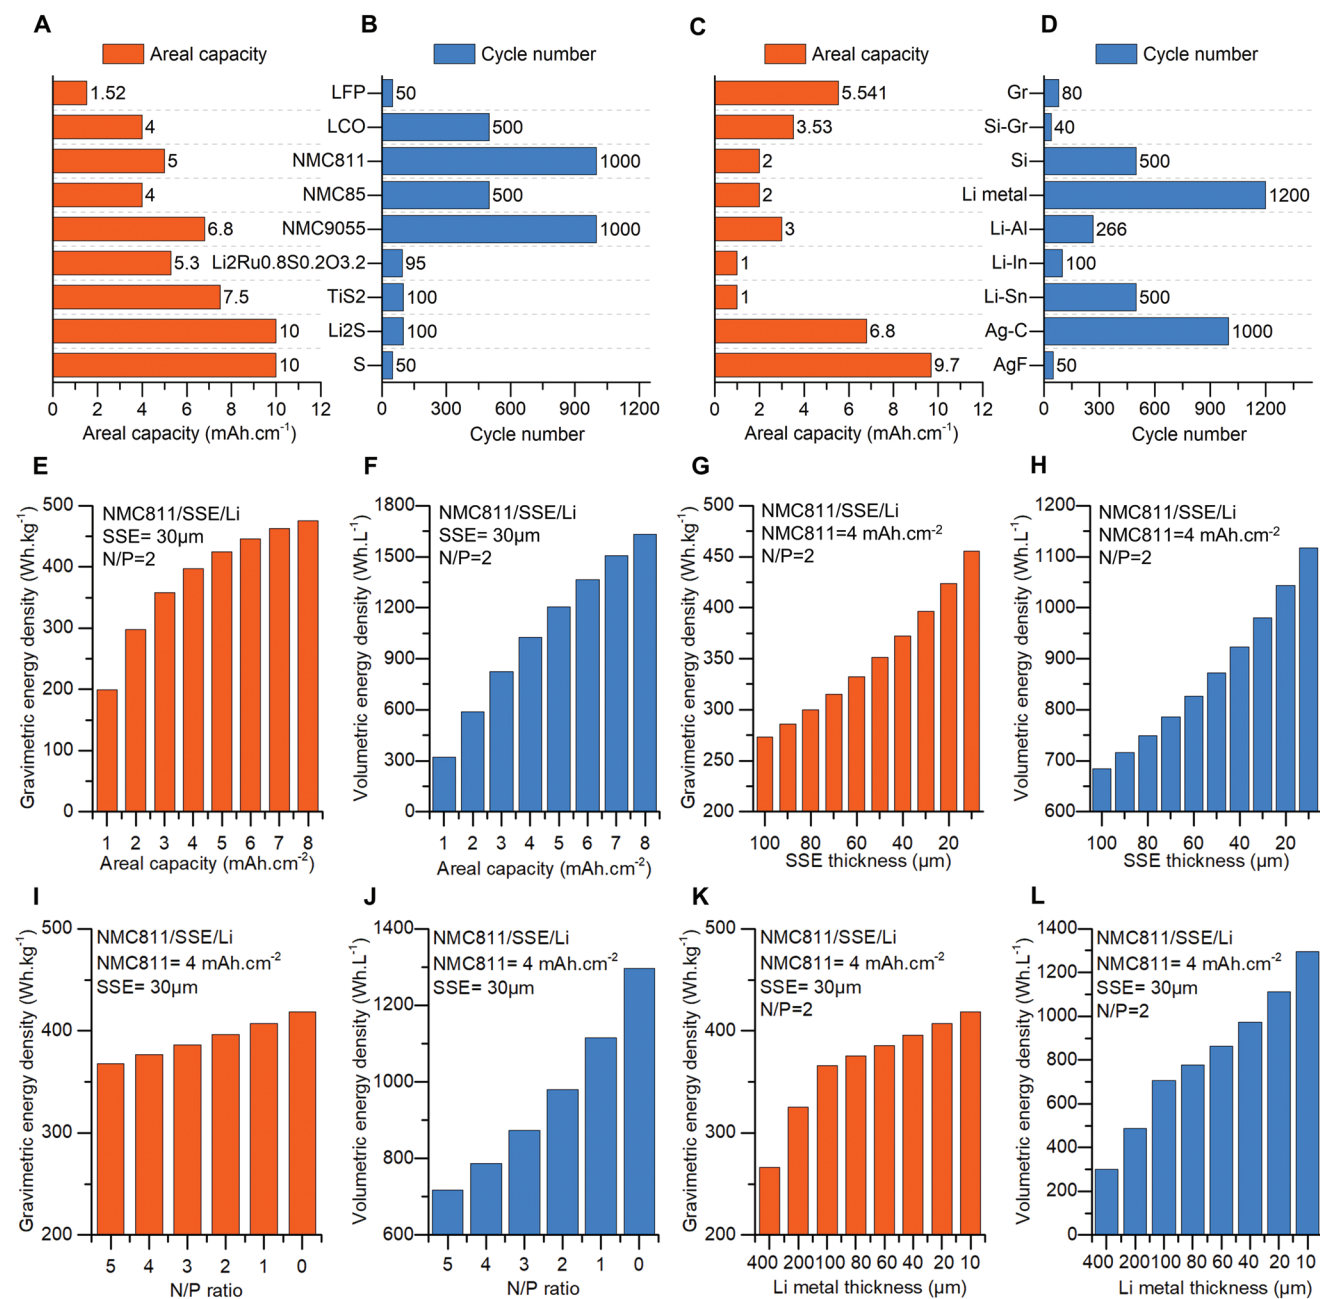 A
B
C
D
Areal capacity
Cycle number
Areal capacity
Cycle number
1.52
LFP
50
5.541
Gr
80
4
LCO
500
3.53
Si-Gr
40
5
NMC811
1000
2
Si
500
4
NMC85
500
2
Li metal
1200
6.8
NMC9055
1000
3
Li-Al
266
5.3
Li2Ru0.8S0.2O3.2
95
1
Li-In
100
7.5
TiS2
100
1
Li-Sn
500
10
Li2S
100
6.8
Ag-C
1000
10
S
50
9.7
AgF
50
0 2 4 6 8 10 12
0 300 600 900 1200
0 2 4 6 8 10 12
0 300 600 900 1200
Areal capacity (mAh.cm⁻¹)
Cycle number
Areal capacity (mAh.cm⁻¹)
Cycle number
E
Gravimetric energy density (Wh.kg⁻¹)
500
400
300
200
100
0
NMC811/SSE/Li
SSE= 30µm
N/P=2
1 2 3 4 5 6 7 8
Areal capacity (mAh.cm⁻²)
F
Volumetric energy density (Wh.L⁻¹)
1800
1500
1200
900
600
300
0
NMC811/SSE/Li
SSE= 30µm
N/P=2
1 2 3 4 5 6 7 8
Areal capacity (mAh.cm⁻²)
G
Gravimetric energy density (Wh.kg⁻¹)
500
450
400
350
300
250
200
NMC811/SSE/Li
NMC811=4 mAh.cm⁻²
N/P=2
100 80 60 40 20
SSE thickness (µm)
H
Volumetric energy density (Wh.L⁻¹)
1200
1100
1000
900
800
700
600
NMC811/SSE/Li
NMC811=4 mAh.cm⁻²
N/P=2
100 80 60 40 20
SSE thickness (µm)
I
Gravimetric energy density (Wh.kg⁻¹)
500
400
300
200
NMC811/SSE/Li
NMC811= 4 mAh.cm⁻²
SSE= 30µm
5 4 3 2 1 0
N/P ratio
J
Volumetric energy density (Wh.L⁻¹)
1400
1200
1000
800
600
NMC811/SSE/Li
NMC811= 4 mAh.cm⁻²
SSE= 30µm
5 4 3 2 1 0
N/P ratio
K
Gravimetric energy density (Wh.kg⁻¹)
500
400
300
200
NMC811/SSE/Li
NMC811= 4 mAh.cm⁻²
SSE= 30µm
N/P=2
400 200 100 80 60 40 20 10
Li metal thickness (µm)
L
Volumetric energy density (Wh.L⁻¹)
1400
1200
1000
800
600
400
200
0
NMC811/SSE/Li
NMC811= 4 mAh.cm⁻²
SSE= 30µm
N/P=2
400 200 100 80 60 40 20 10
Li metal thickness (µm)